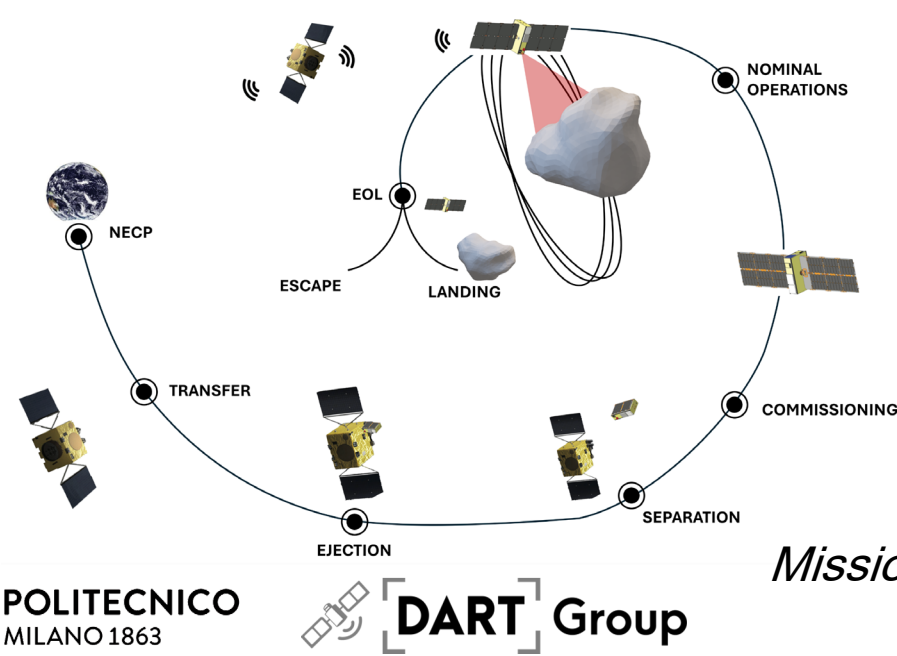 NOMINAL
OPERATIONS
EOL
NECP
ESCAPE
LANDING
TRANSFER
COMMISSIONING
SEPARATION
EJECTION
POLITECNICO
MILANO 1863
DART Group